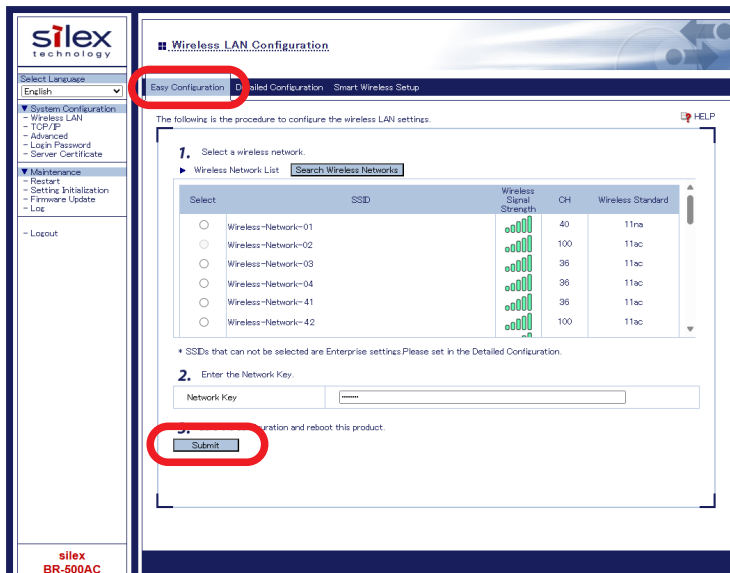 silex
technology
Select Language
English
▼ System Configuration
- Wireless LAN
- TCP/IP
- Advanced
- Login Password
- Server Certificate
▼ Maintenance
- Restart
- Setting Initialization
- Firmware Update
- Log
- Logout
silex
BR-500AC
Wireless LAN Configuration
Easy Configuration Detailed Configuration Smart Wireless Setup
The following is the procedure to configure the wireless LAN settings. HELP
1. Select a wireless network.
Wireless Network List Search Wireless Networks
Select SSID Wireless Signal Strength CH Wireless Standard
Wireless-Network-01 40 11na
Wireless-Network-02 100 11ac
Wireless-Network-03 36 11ac
Wireless-Network-04 36 11ac
Wireless-Network-41 36 11ac
Wireless-Network-42 100 11ac
* SSIDs that can not be selected are Enterprise settings.Please set in the Detailed Configuration.
2. Enter the Network Key.
Network Key ••••••••
3. uration and reboot this product.
Submit